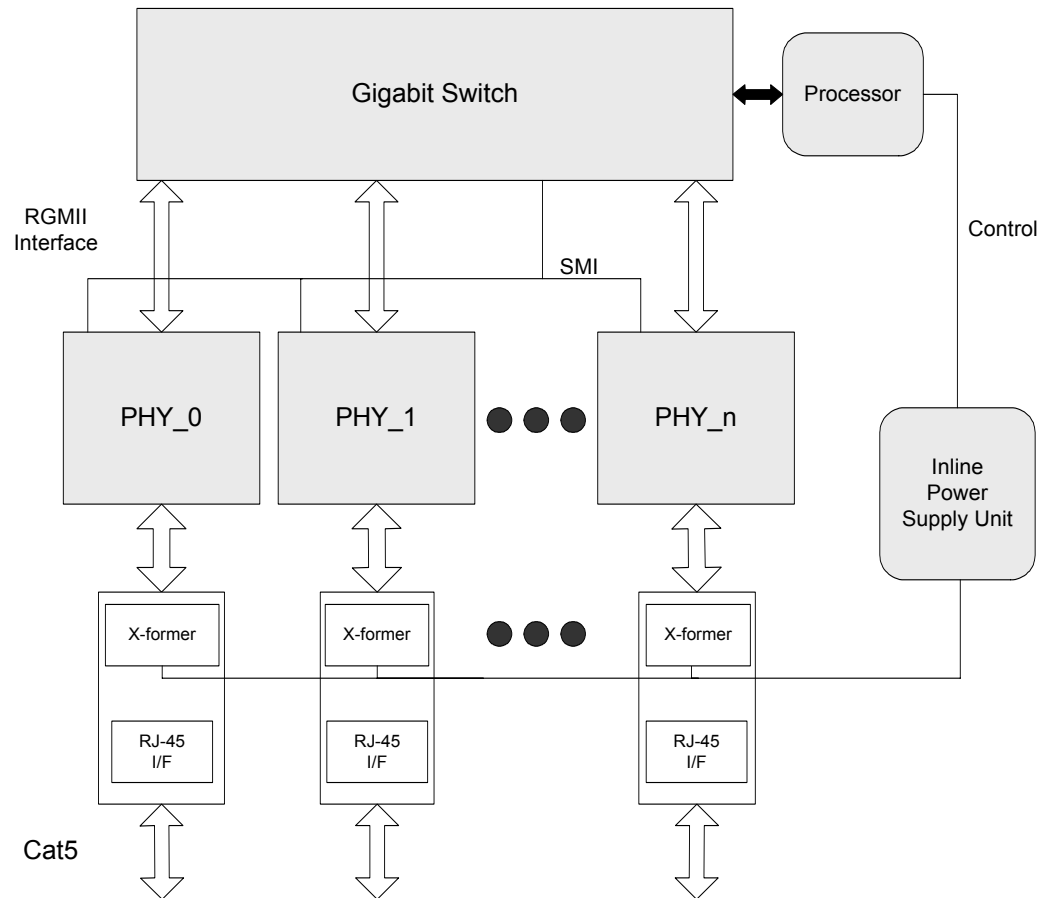 Gigabit Switch
Processor
RGMII
Interface
Control
SMI
PHY_0
PHY_1
PHY_n
Inline
Power
Supply Unit
X-former
X-former
X-former
RJ-45
I/F
RJ-45
I/F
RJ-45
I/F
Cat5